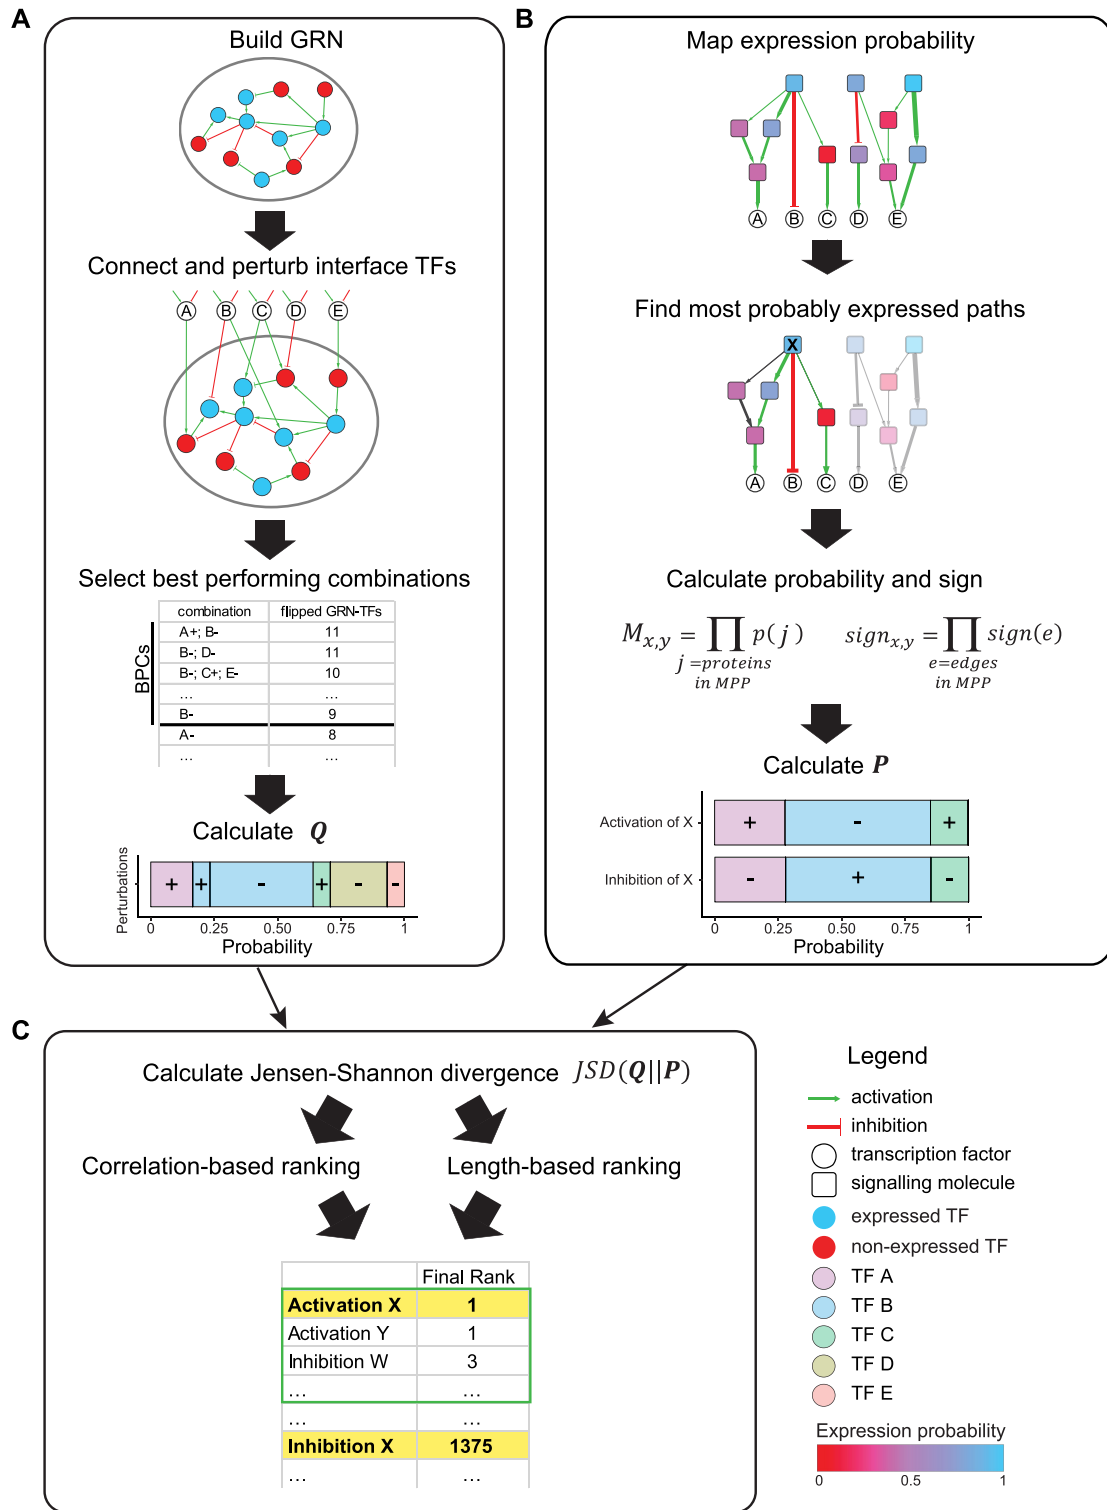 A
Build GRN
Connect and perturb interface TFs
A B C D E
Select best performing combinations
combination flipped GRN-TFs
BPCs
A+; B- 11
B-; D- 11
B-; C+; E- 10
... ...
B- 9
A- 8
... ...
Calculate Q
Perturbations
+ + - + - -
0 0.25 0.50 0.75 1
Probability
B
Map expression probability
A B C D E
Find most probably expressed paths
X
A B C D E
Calculate probability and sign
M_{x,y} = ∏ p(j) sign_{x,y} = ∏ sign(e)
j=proteins e=edges
in MPP in MPP
Calculate P
Activation of X + - +
Inhibition of X - + -
0 0.25 0.50 0.75 1
Probability
C
Calculate Jensen-Shannon divergence JSD(Q||P)
Correlation-based ranking Length-based ranking
Final Rank
Activation X 1
Activation Y 1
Inhibition W 3
... ...
... ...
Inhibition X 1375
... ...
Legend
activation
inhibition
transcription factor
signalling molecule
expressed TF
non-expressed TF
TF A
TF B
TF C
TF D
TF E
Expression probability
0 0.5 1